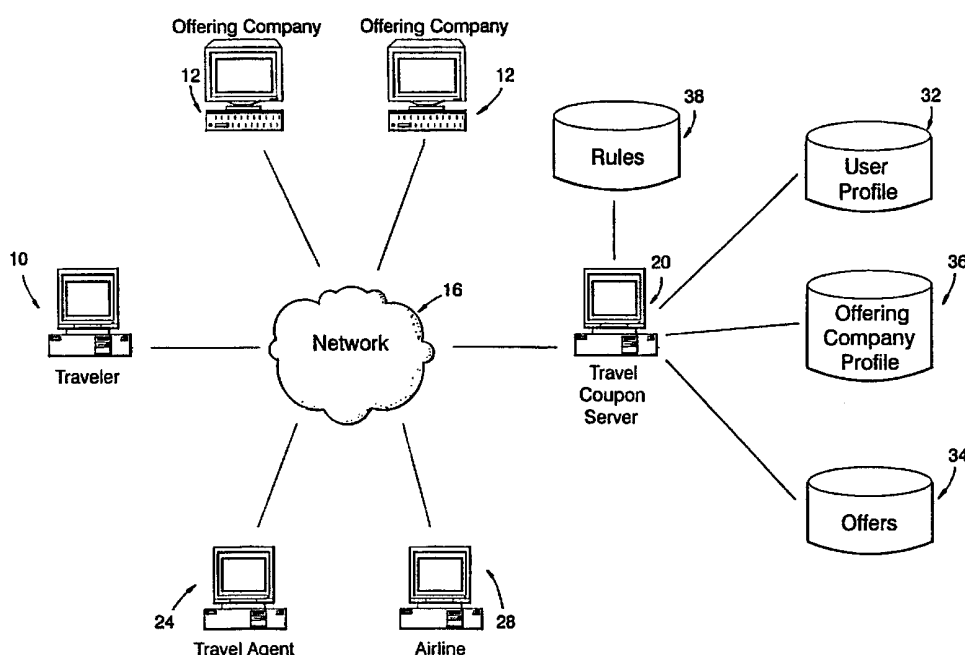 Offering Company
Offering Company
12
12
38
32
Rules
User
Profile
10
16
20
36
Network
Offering
Company
Profile
Traveler
Travel
Coupon
Server
34
Offers
24
28
Travel Agent
Airline